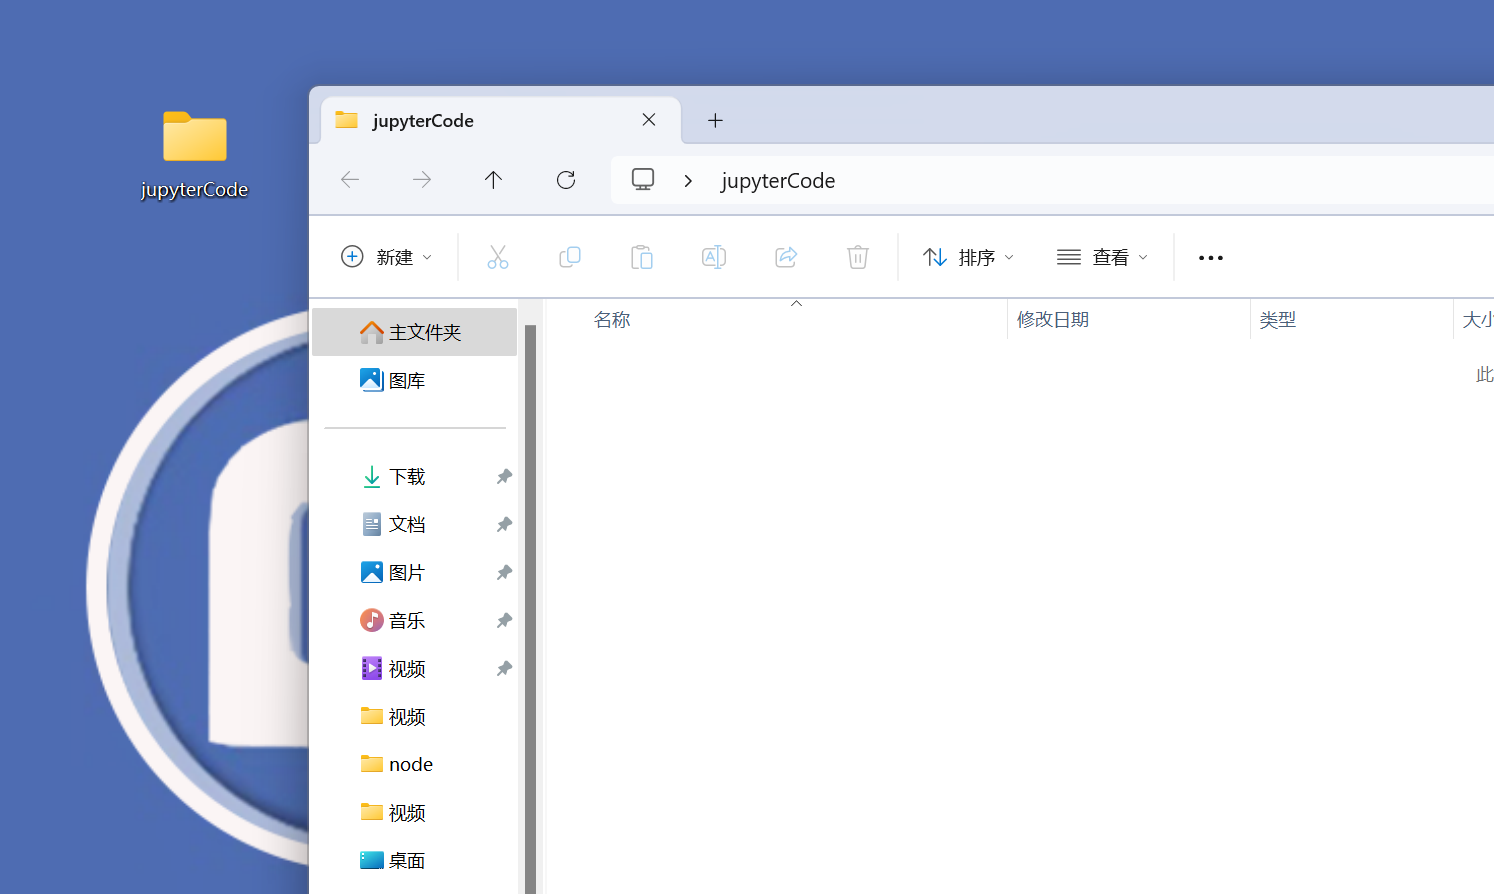 jupyterCode
jupyterCode
jupyterCode
新建
排序
查看
主文件夹
图库
下载
文档
图片
音乐
视频
视频
node
视频
桌面
名称
修改日期
类型
大小
此